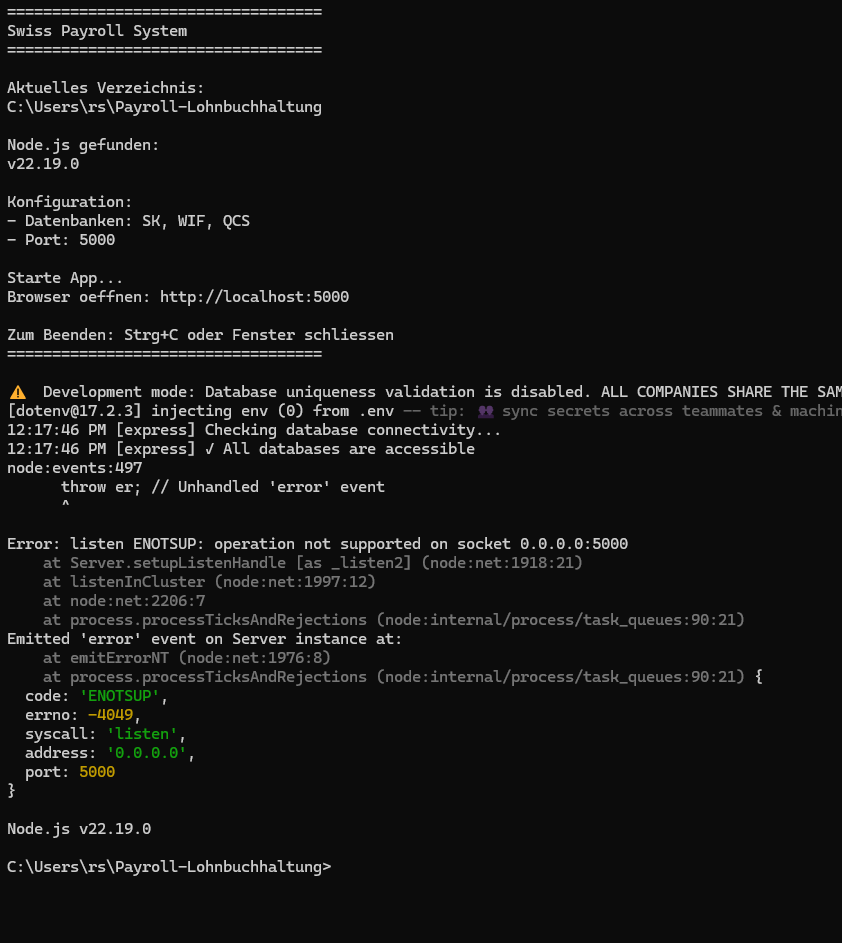 ===================================
Swiss Payroll System
===================================
Aktuelles Verzeichnis:
C:\Users\rs\Payroll-Lohnbuchhaltung
Node.js gefunden:
v22.19.0
Konfiguration:
- Datenbanken: SK, WIF, QCS
- Port: 5000
Starte App...
Browser oeffnen: http://localhost:5000
Zum Beenden: Strg+C oder Fenster schliessen
===================================
⚠ Development mode: Database uniqueness validation is disabled. ALL COMPANIES SHARE THE SAM
[dotenv@17.2.3] injecting env (0) from .env -- tip: 👥 sync secrets across teammates & machin
12:17:46 PM [express] Checking database connectivity...
12:17:46 PM [express] ✓ All databases are accessible
node:events:497
      throw er; // Unhandled 'error' event
      ^
Error: listen ENOTSUP: operation not supported on socket 0.0.0.0:5000
    at Server.setupListenHandle [as _listen2] (node:net:1918:21)
    at listenInCluster (node:net:1997:12)
    at node:net:2206:7
    at process.processTicksAndRejections (node:internal/process/task_queues:90:21)
Emitted 'error' event on Server instance at:
    at emitErrorNT (node:net:1976:8)
    at process.processTicksAndRejections (node:internal/process/task_queues:90:21) {
  code: 'ENOTSUP',
  errno: -4049,
  syscall: 'listen',
  address: '0.0.0.0',
  port: 5000
}
Node.js v22.19.0
C:\Users\rs\Payroll-Lohnbuchhaltung>